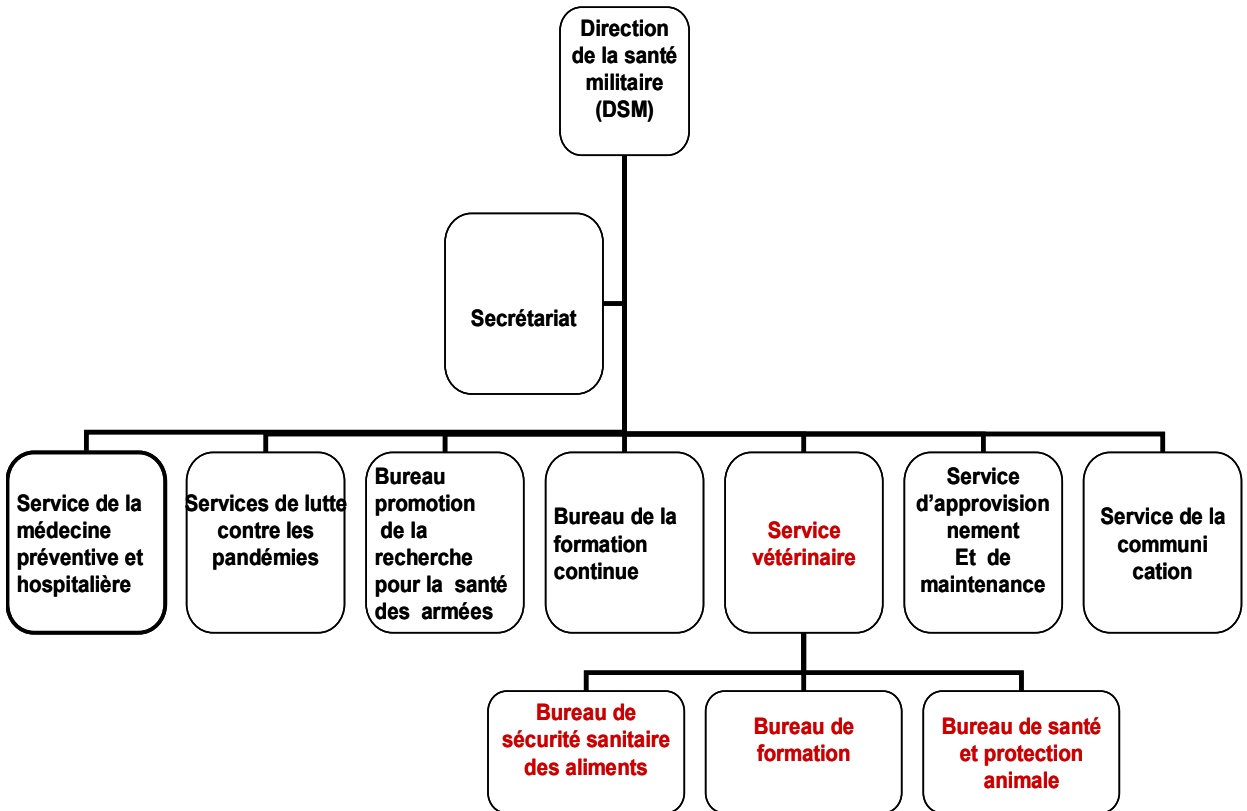 Direction
de la santé
militaire
(DSM)
Secrétariat
Service de la
médecine
préventive et
hospitalière
Services de lutte
contre les
pandémies
Bureau
promotion
de la
recherche
pour la santé
des armées
Bureau de la
formation
continue
Service
vétérinaire
Service
d'approvision
nement
Et de
maintenance
Service de la
communi
cation
Bureau de
sécurité sanitaire
des aliments
Bureau de
formation
Bureau de santé
et protection
animale